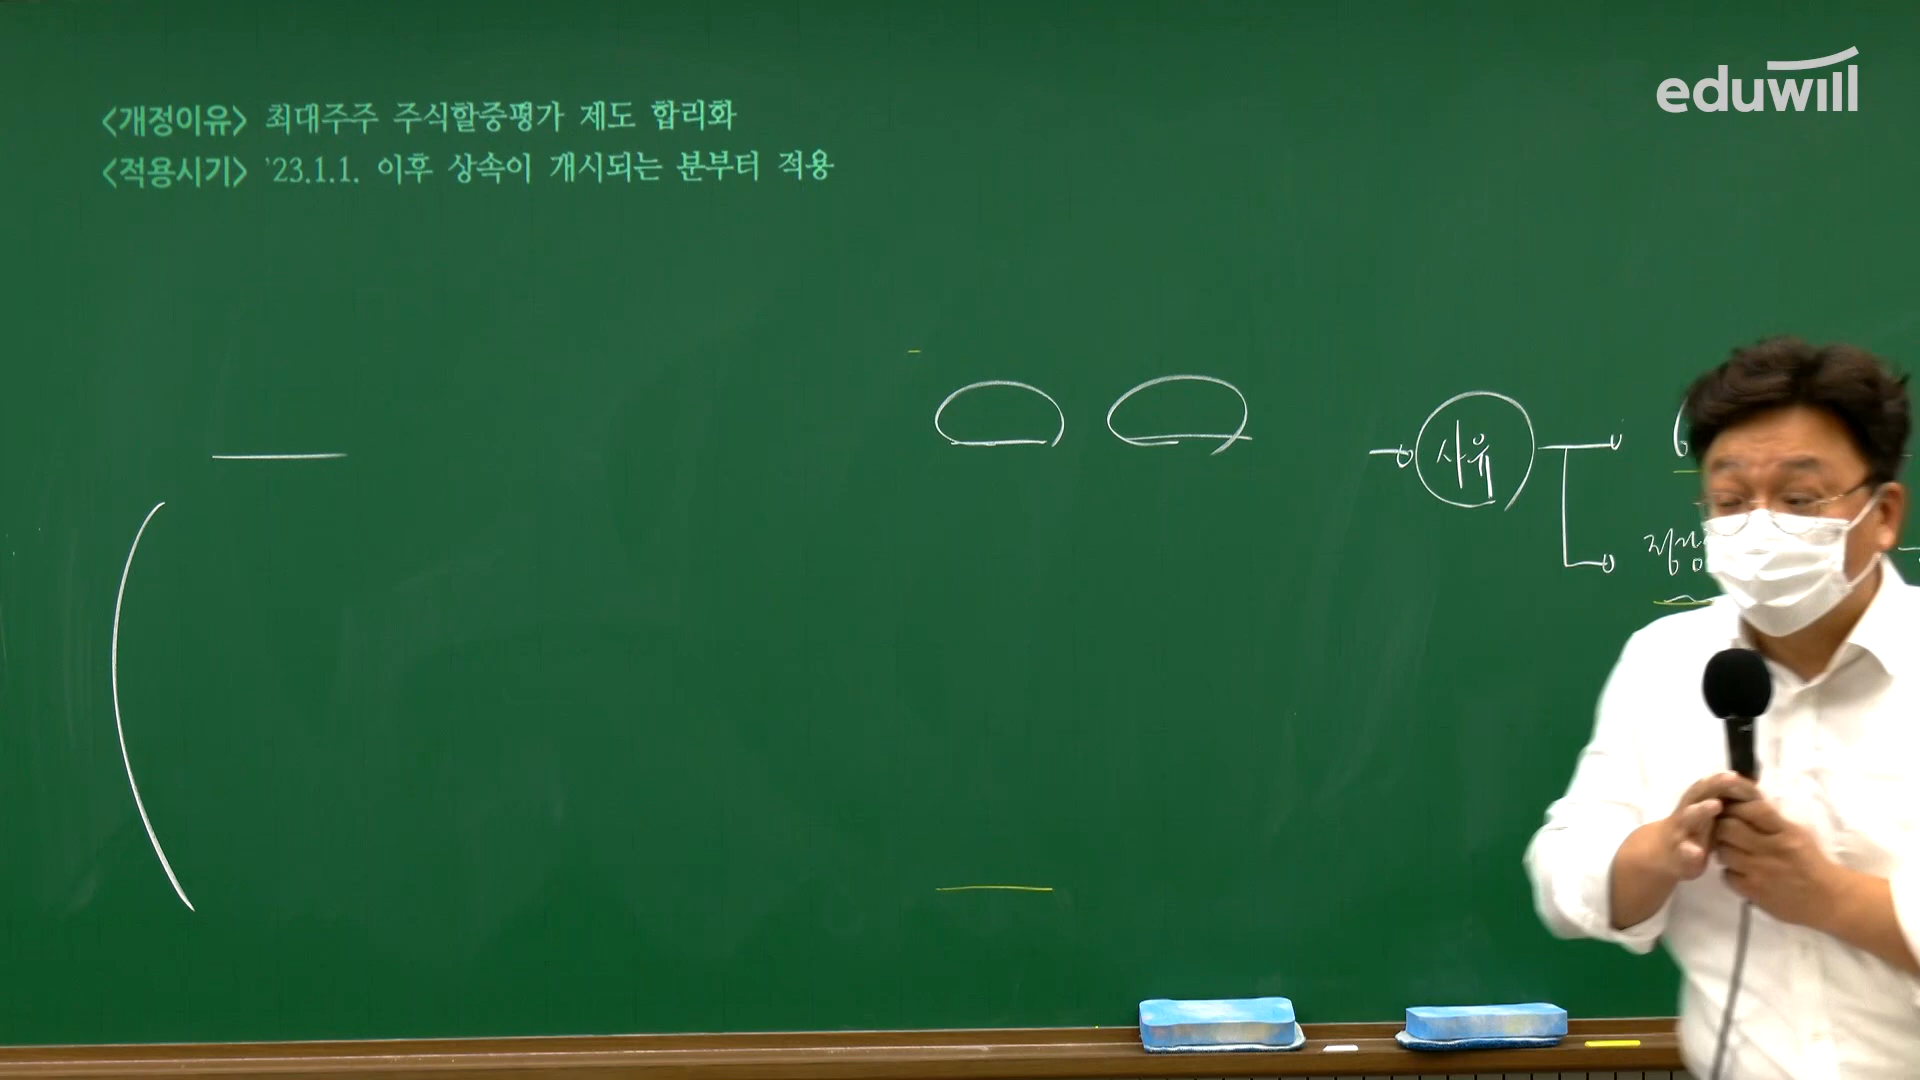 eduwill
<개정이유> 최대주주 주식할증평가 제도 합리화
<적용시기> '23.1.1. 이후 상속이 개시되는 분부터 적용
사유